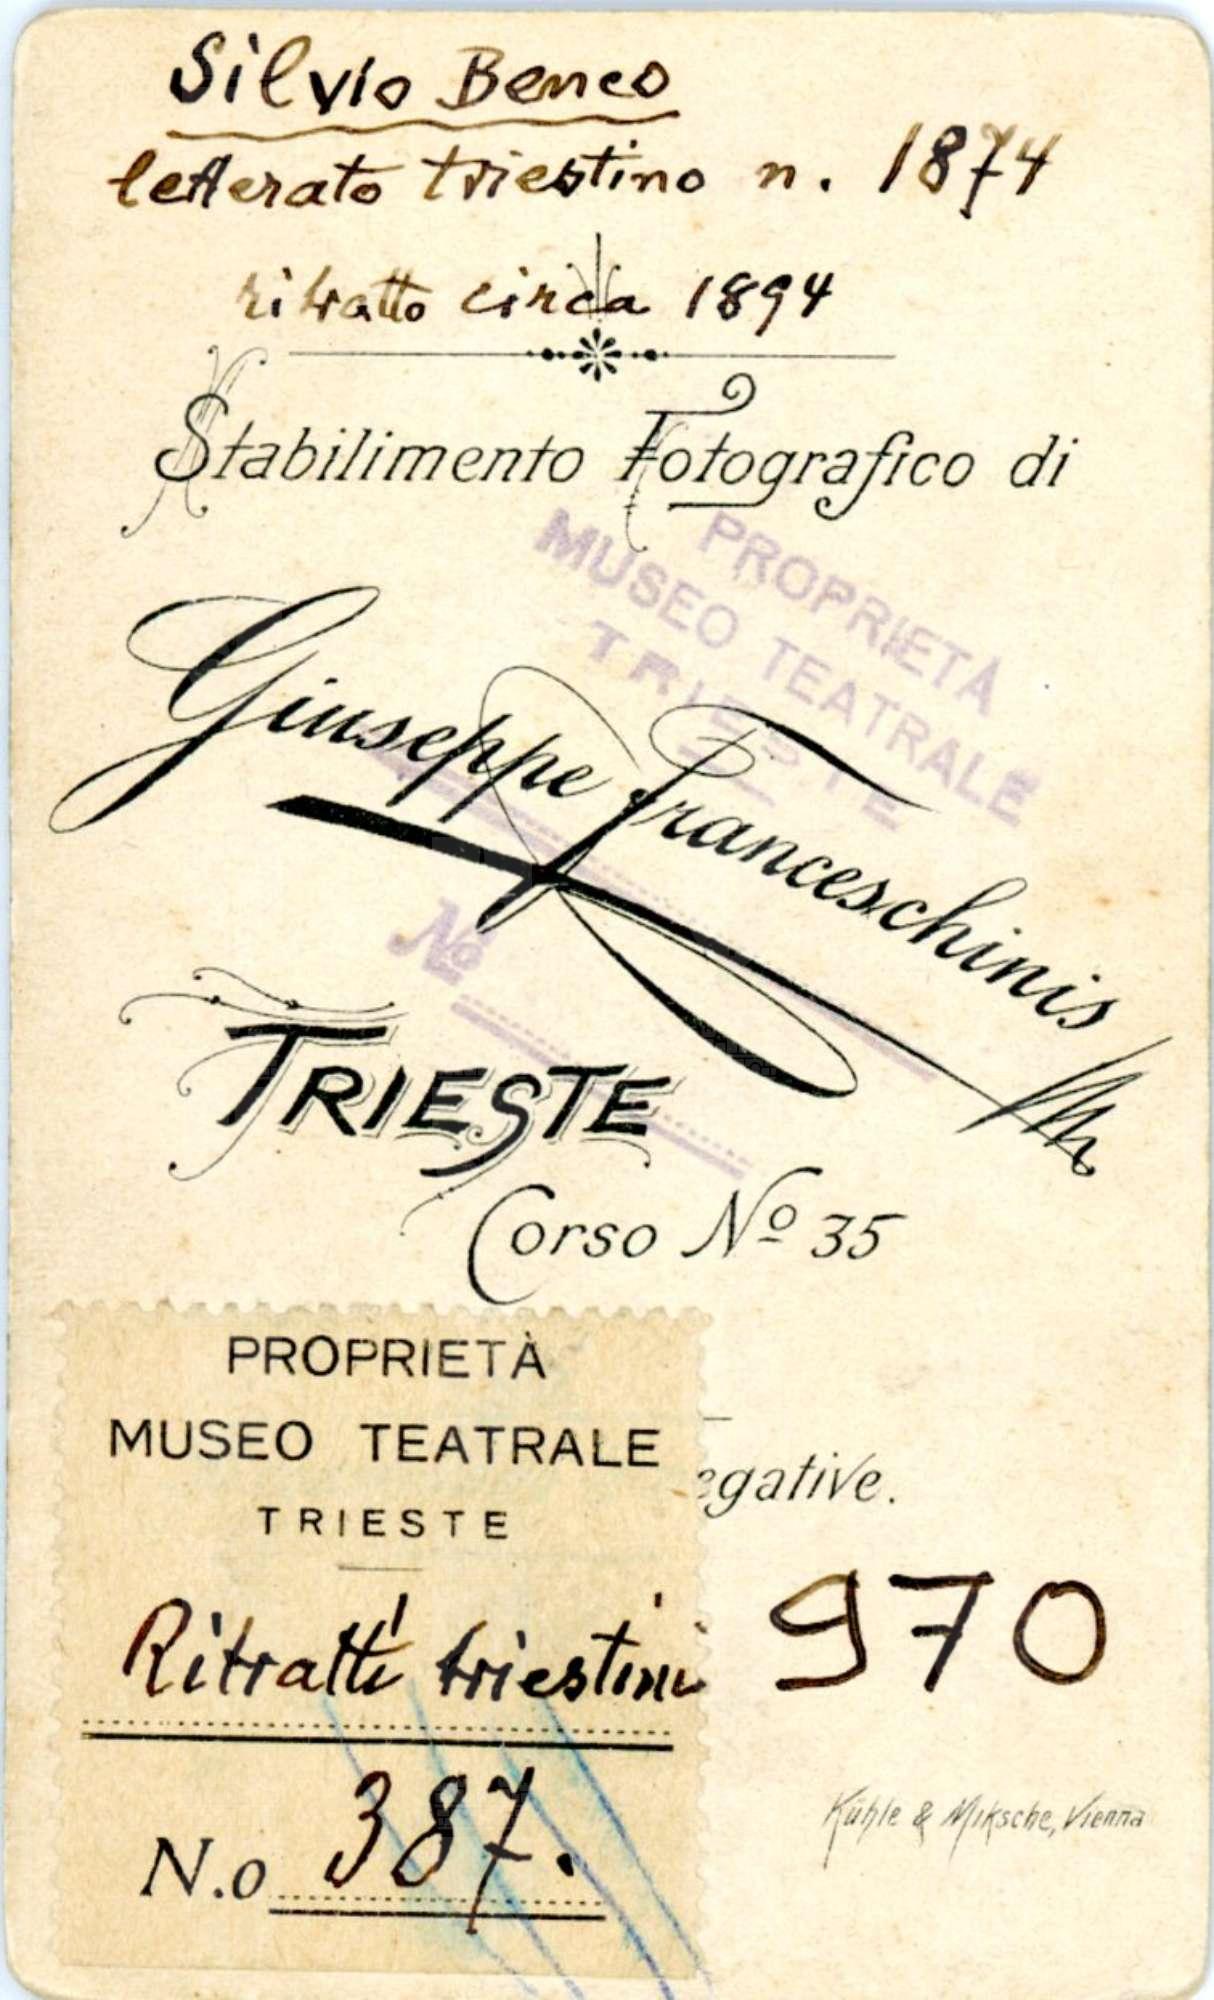 Silvio Benco
letterato triestino n. 1874
ritratto circa 1894
Stabilimento Fotografico di
PROPRIETÀ
MUSEO TEATRALE
TRIESTE
Giuseppe Franceschinis
No
TRIESTE
Corso No 35
PROPRIETÀ
MUSEO TEATRALE
TRIESTE
egative.
Ritratti triestini
970
N.o 387.
Kühle & Miksche, Vienna